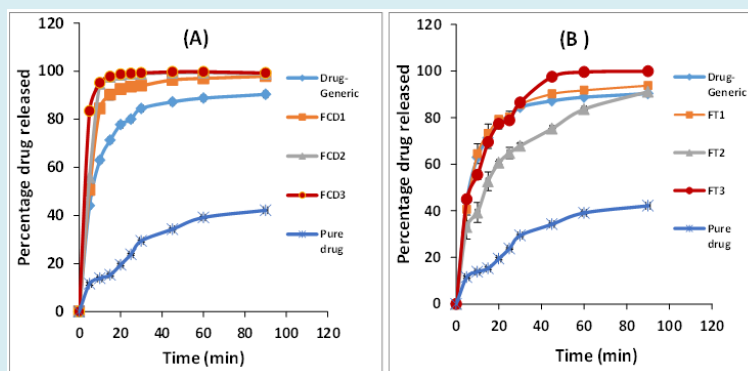 (A)
Percentage drug released
120
100
80
60
40
20
0
0 20 40 60 80 100 120
Time (min)
Drug-
Generic
FCD1
FCD2
FCD3
Pure
drug
(B)
Percentage drug released
120
100
80
60
40
20
0
0 20 40 60 80 100 120
Time (min)
Drug-
Generic
FT1
FT2
FT3
Pure
drug